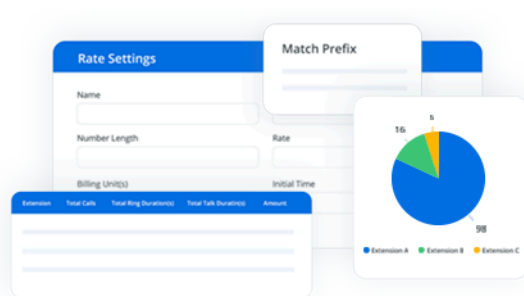 Rate Settings
Match Prefix
Name
Number Length
Rate
Billing Unit(s)
Initial Time
Extension Total Calls Total Ring Duration(s) Total Talk Duratin(s) Amount
16
98
Extension A Extension B Extension C